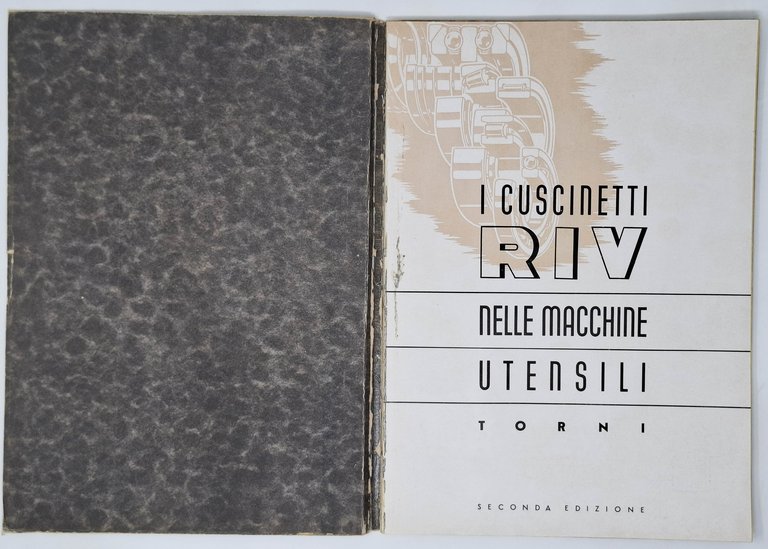 I CUSCINETTI
RIV
NELLE MACCHINE
UTENSILI
TORNI
SECONDA EDIZIONE